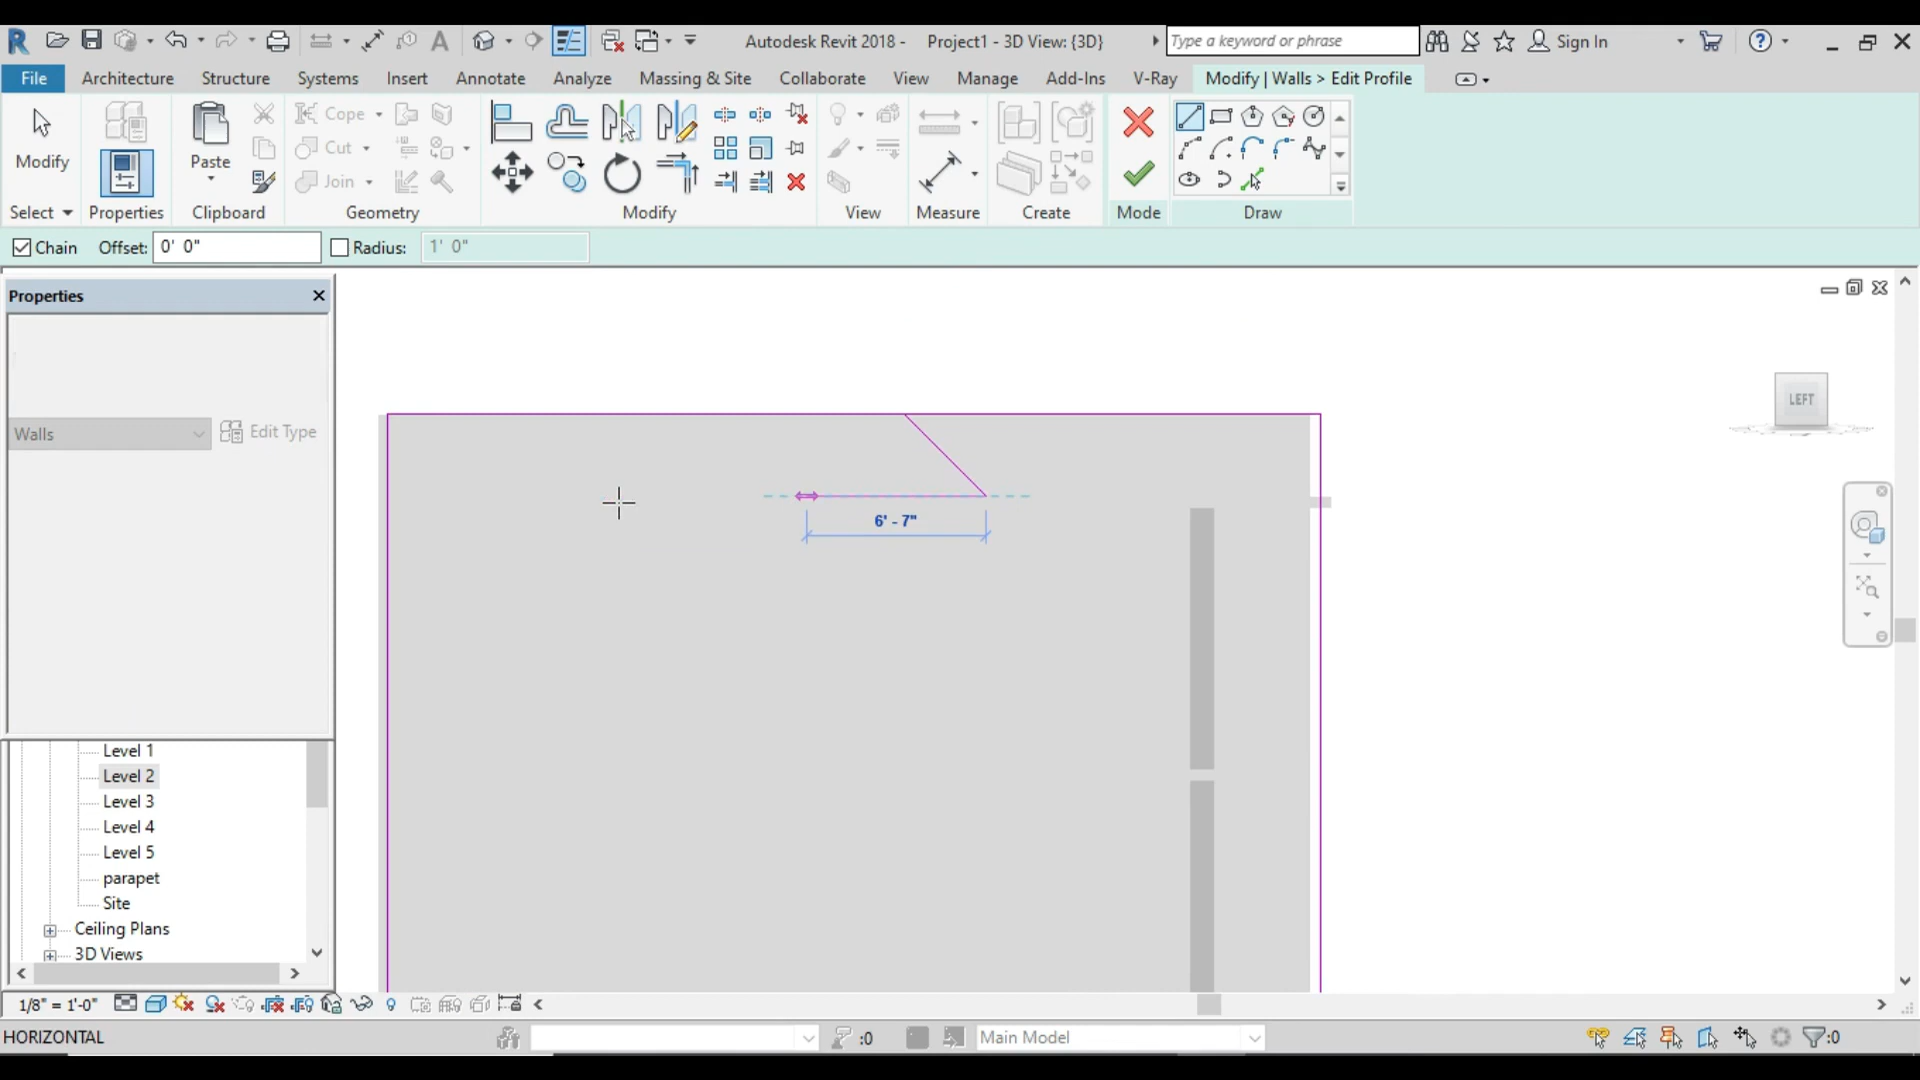 Autodesk Revit 2018 - Project1 - 3D View: {3D}
Type a keyword or phrase
Sign In
File Architecture Structure Systems Insert Annotate Analyze Massing & Site Collaborate View Manage Add-Ins V-Ray Modify | Walls > Edit Profile
Modify
Paste
Cope
Cut
Join
Select Properties Clipboard Geometry Modify View Measure Create Mode Draw
Chain Offset: 0' 0" Radius: 1' 0"
Properties
Walls
Edit Type
LEFT
6' - 7"
Level 1
Level 2
Level 3
Level 4
Level 5
parapet
Site
Ceiling Plans
3D Views
1/8" = 1'-0"
HORIZONTAL
:0
Main Model
:0